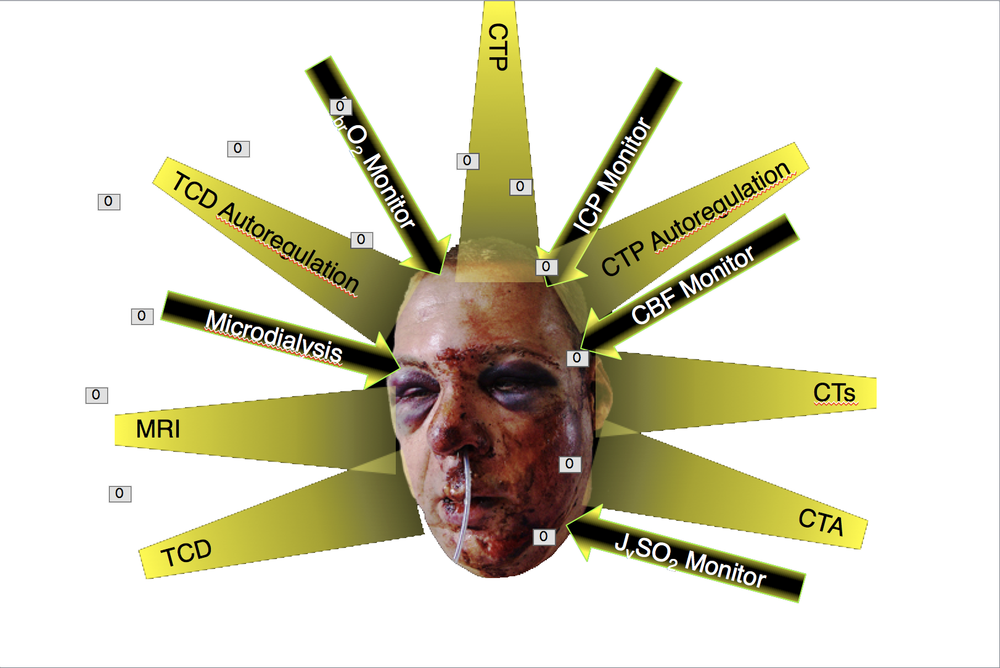 CTP
brO2 Monitor
ICP Monitor
TCD Autoregulation
CTP Autoregulation
CBF Monitor
Microdialysis
CTs
MRI
CTA
TCD
JvSO2 Monitor
0
0
0
0
0
0
0
0
0
0
0
0
0